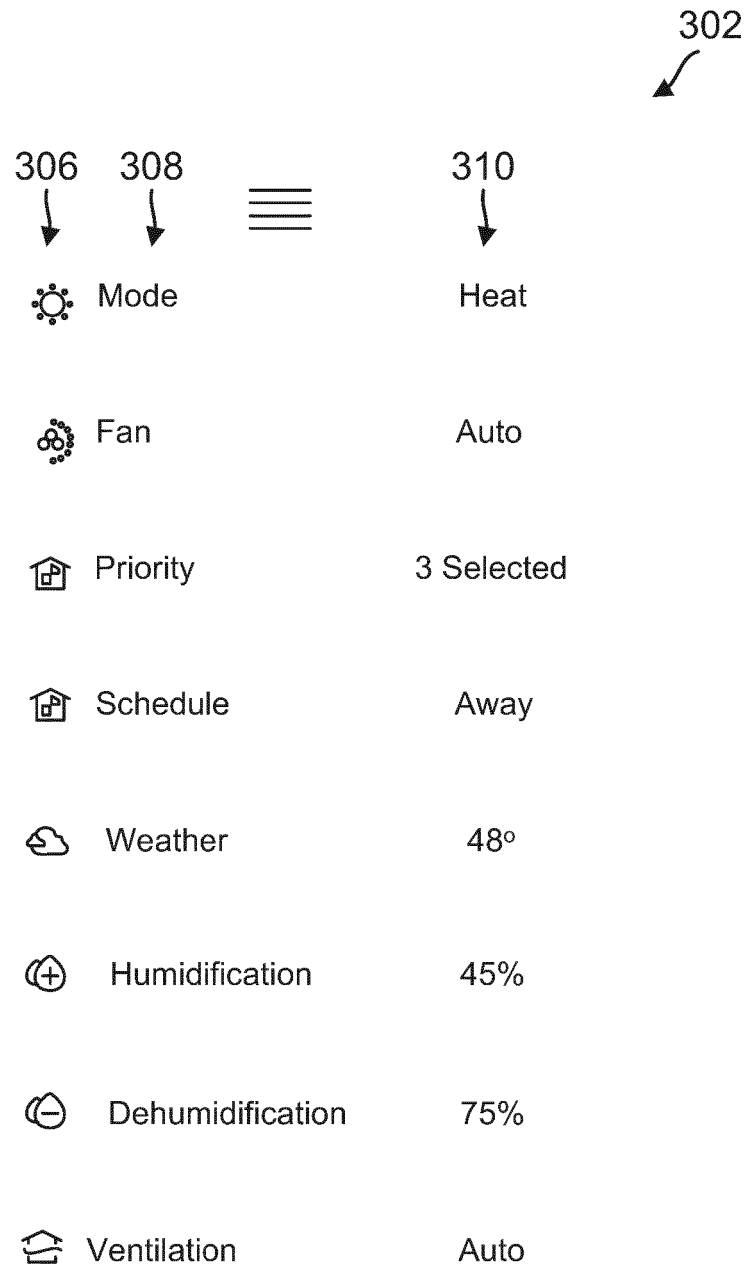 302
306 308 310
Mode Heat
Fan Auto
Priority 3 Selected
Schedule Away
Weather 48º
Humidification 45%
Dehumidification 75%
Ventilation Auto